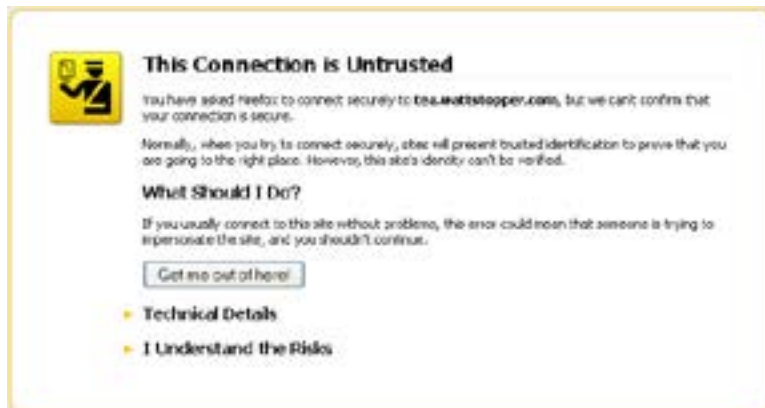 This Connection is Untrusted
You have asked Firefox to connect securely to tea.wattstopper.com, but we can't confirm that
your connection is secure.
Normally, when you try to connect securely, sites will present trusted identification to prove that you
are going to the right place. However, this site's identity can't be verified.
What Should I Do?
If you usually connect to this site without problems, this error could mean that someone is trying to
impersonate the site, and you shouldn't continue.
Get me out of here!
Technical Details
I Understand the Risks